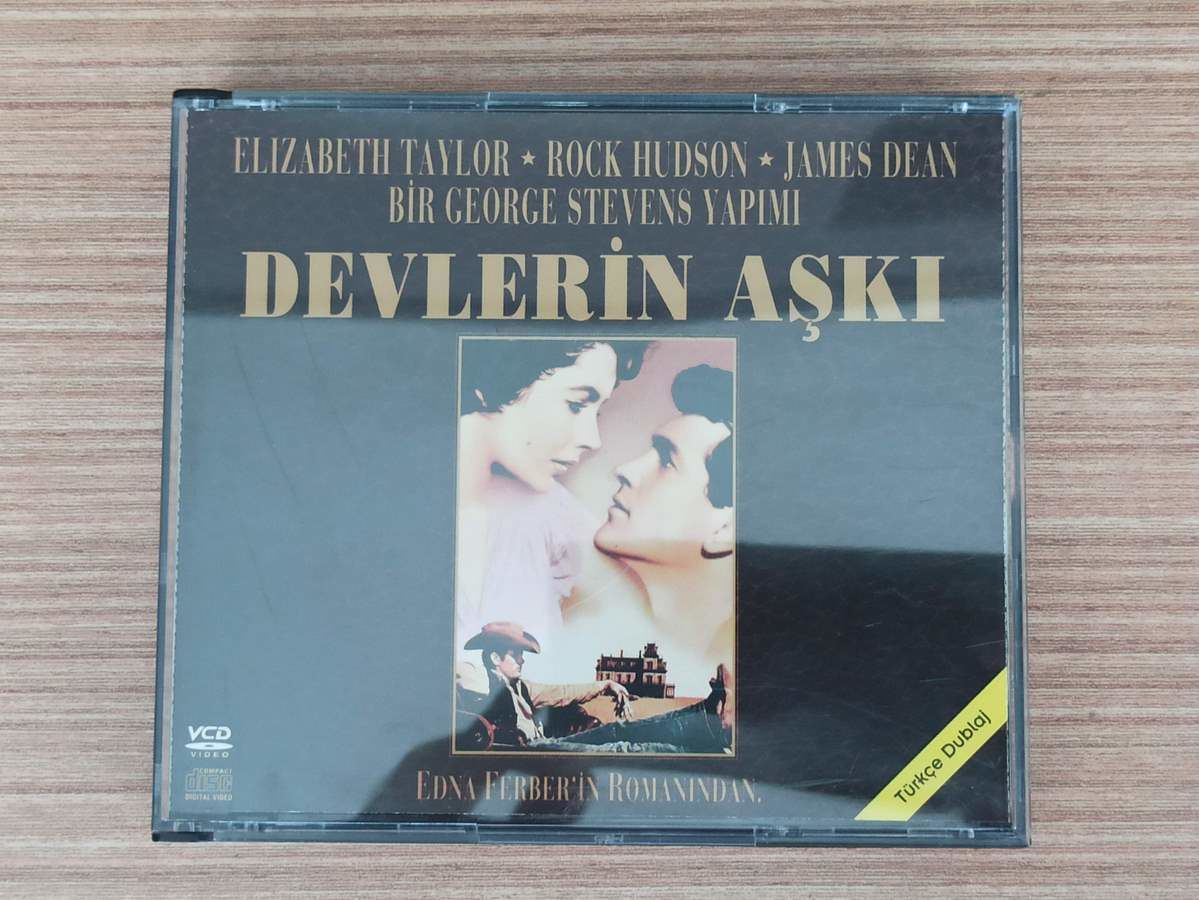 ELIZABETH TAYLOR ★ ROCK HUDSON ★ JAMES DEAN
BİR GEORGE STEVENS YAPIMI
DEVLERİN AŞKI
VCD
VIDEO
COMPACT
disc
DIGITAL VIDEO
EDNA FERBER'İN ROMANINDAN.
Türkçe Dublaj